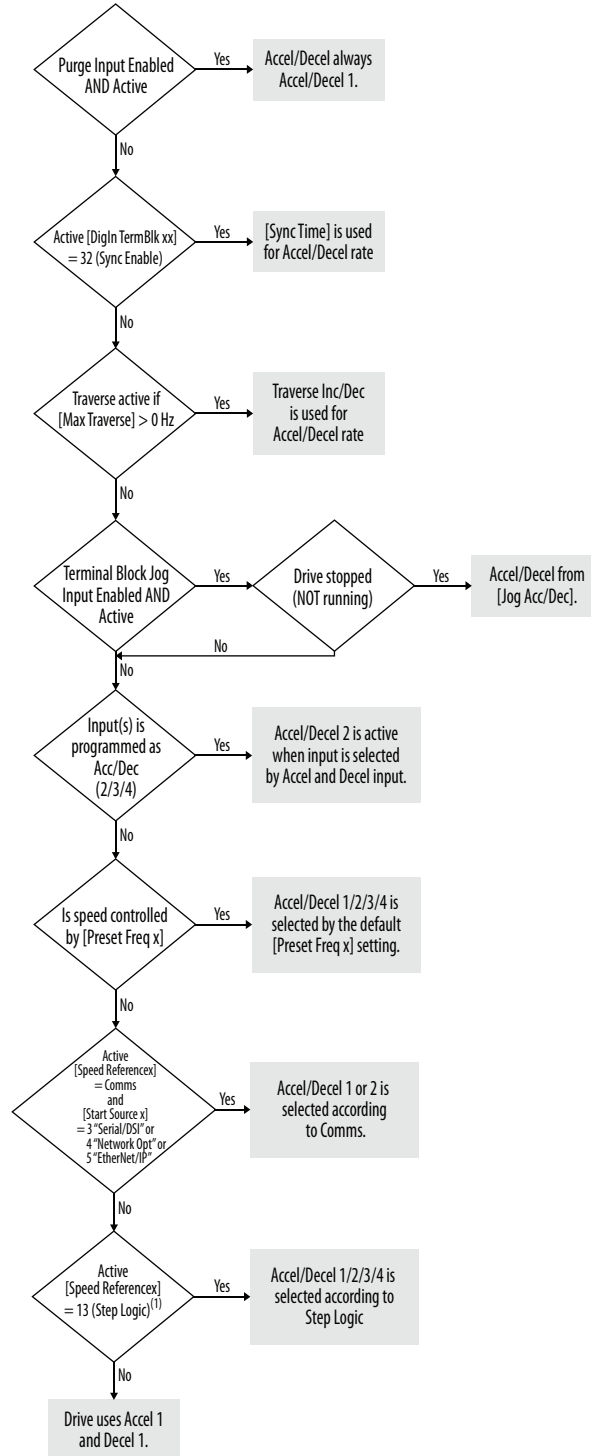 Purge Input Enabled
AND Active
Yes
Accel/Decel always
Accel/Decel 1.
No
Active [DigIn TermBlk xx]
= 32 (Sync Enable)
Yes
[Sync Time] is used
for Accel/Decel rate
No
Traverse active if
[Max Traverse] > 0 Hz
Yes
Traverse Inc/Dec
is used for
Accel/Decel rate
No
Terminal Block Jog
Input Enabled AND
Active
Yes
Drive stopped
(NOT running)
Yes
Accel/Decel from
[Jog Acc/Dec].
No
No
Input(s) is
programmed as
Acc/Dec
(2/3/4)
Yes
Accel/Decel 2 is active
when input is selected
by Accel and Decel input.
No
Is speed controlled
by [Preset Freq x]
Yes
Accel/Decel 1/2/3/4 is
selected by the default
[Preset Freq x] setting.
No
Active
[Speed Referencex]
= Comms
and
[Start Source x]
= 3 “Serial/DSI” or
4 “Network Opt” or
5 “EtherNet/IP”
Yes
Accel/Decel 1 or 2 is
selected according
to Comms.
No
Active
[Speed Referencex]
= 13 (Step Logic)(1)
Yes
Accel/Decel 1/2/3/4 is
selected according to
Step Logic
No
Drive uses Accel 1
and Decel 1.